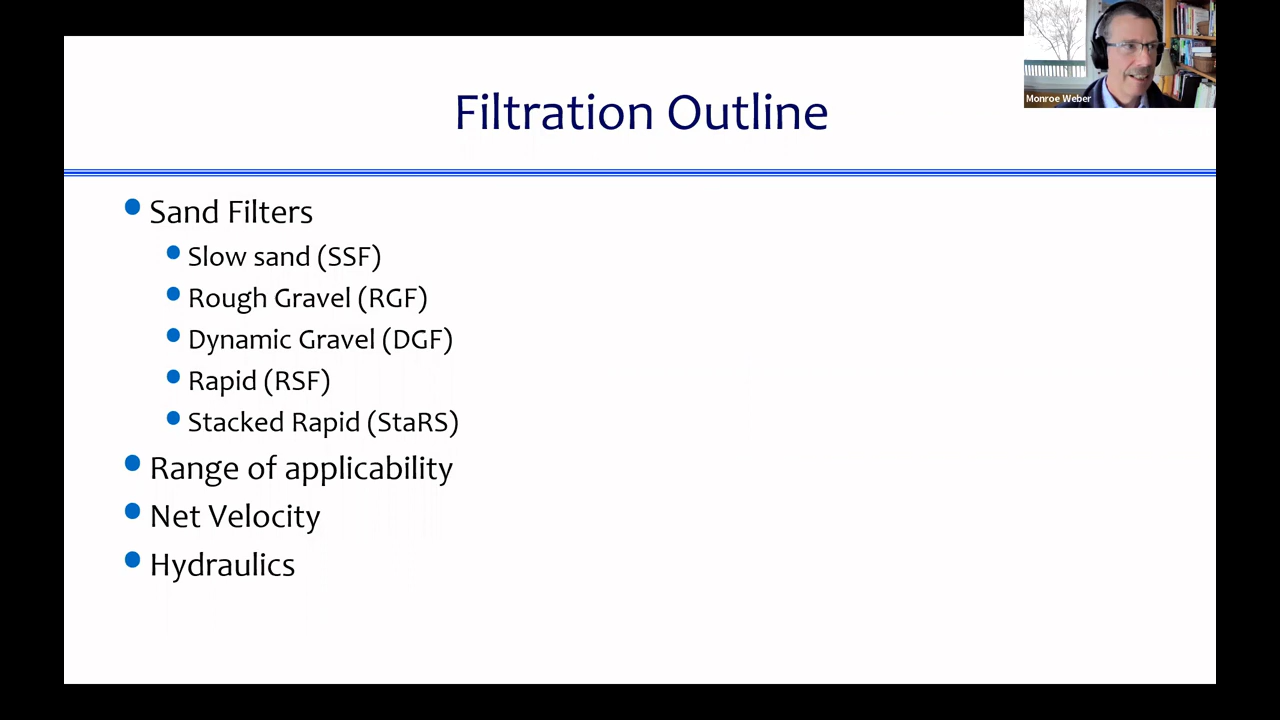 Monroe Weber
Filtration Outline
Sand Filters
Slow sand (SSF)
Rough Gravel (RGF)
Dynamic Gravel (DGF)
Rapid (RSF)
Stacked Rapid (StaRS)
Range of applicability
Net Velocity
Hydraulics